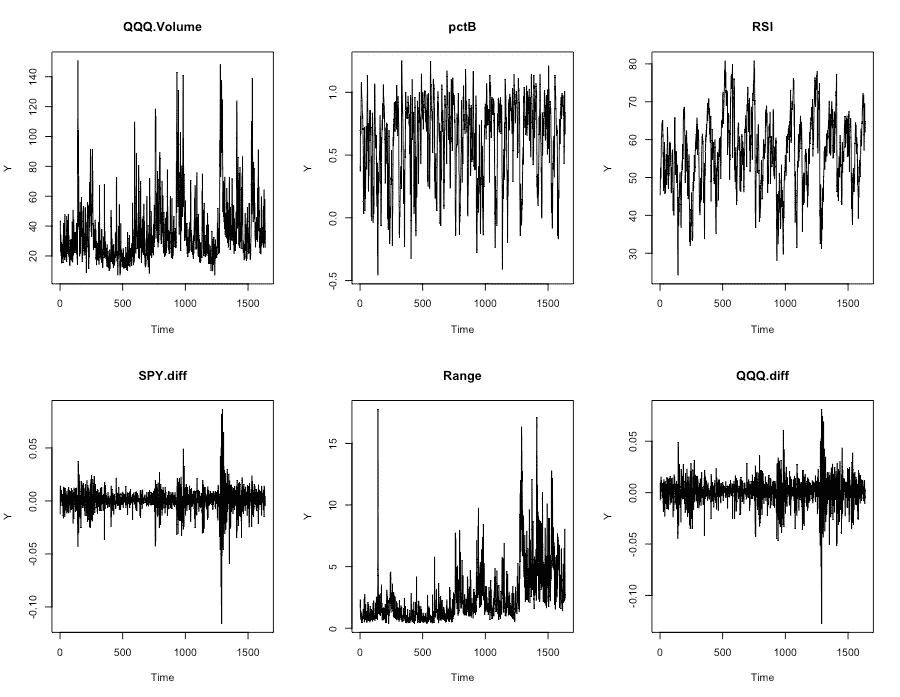 QQQ.Volume
Y
20 40 60 80 100 120 140
0 500 1000 1500
Time
pctB
Y
-0.5 0.0 0.5 1.0
0 500 1000 1500
Time
RSI
Y
30 40 50 60 70 80
0 500 1000 1500
Time
SPY.diff
Y
-0.10 -0.05 0.00 0.05
0 500 1000 1500
Time
Range
Y
0 5 10 15
0 500 1000 1500
Time
QQQ.diff
Y
-0.10 -0.05 0.00 0.05
0 500 1000 1500
Time